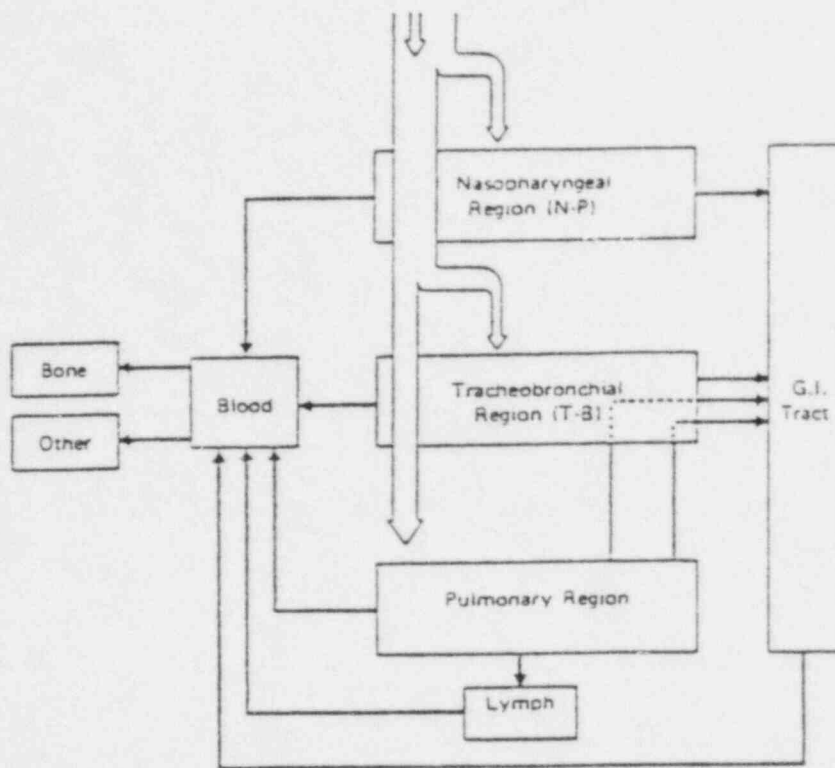 Nasopharyngeal
Region (N-P)
Bone
Blood
Other
Tracheobronchial
Region (T-B)
G.I.
Tract
Pulmonary Region
Lymph